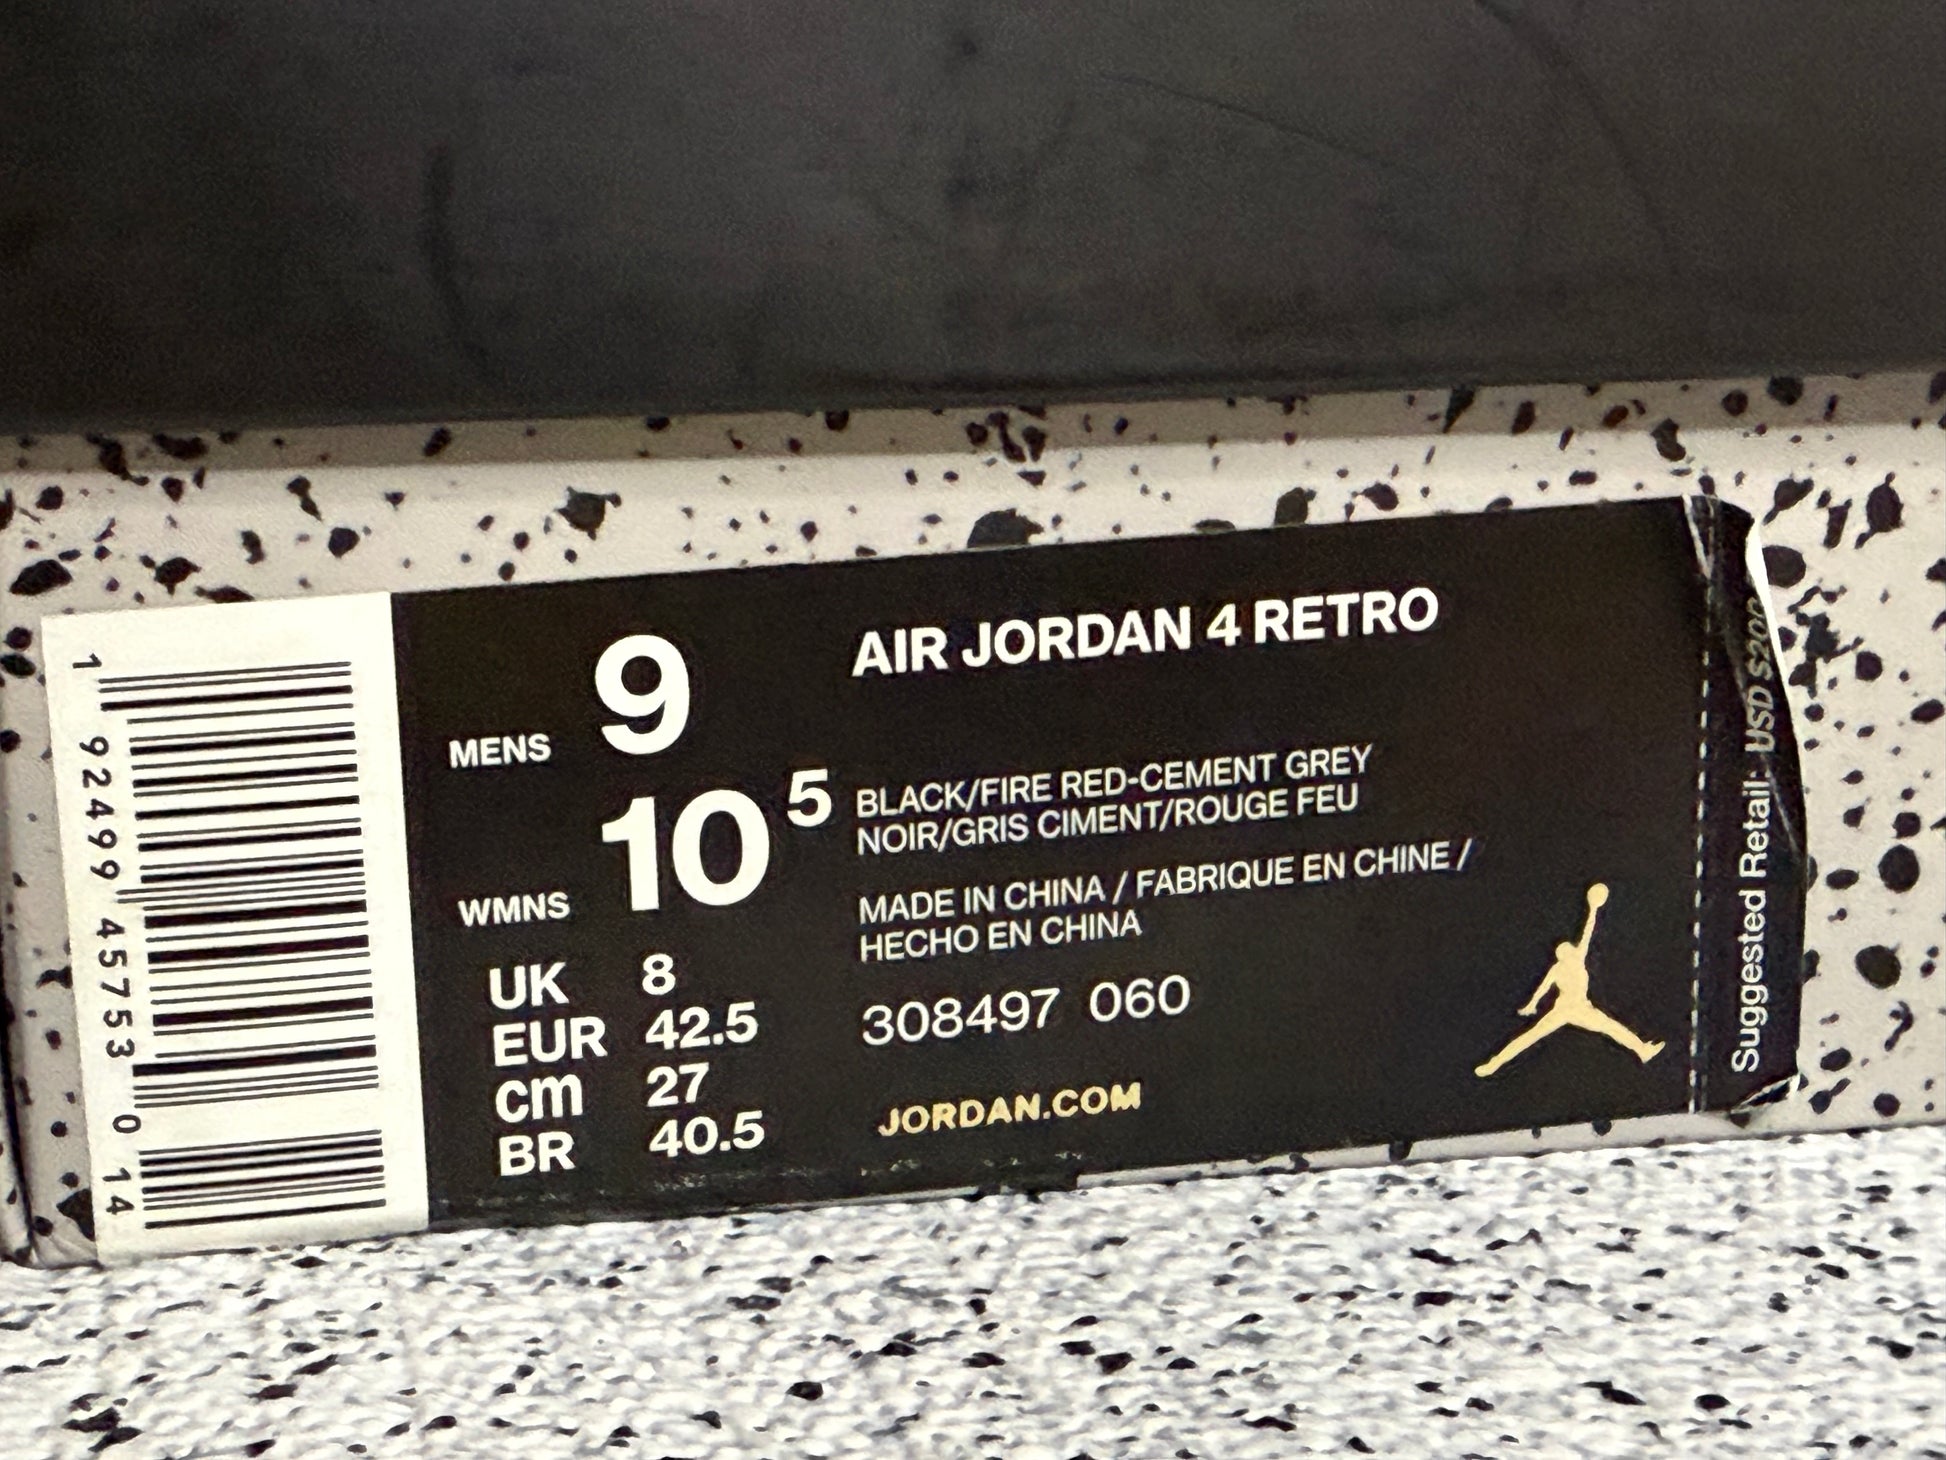 1 92499 45753 0 14
MENS 9
WMNS 10 5
UK 8
EUR 42.5
cm 27
BR 40.5
AIR JORDAN 4 RETRO
BLACK/FIRE RED-CEMENT GREY
NOIR/GRIS CIMENT/ROUGE FEU
MADE IN CHINA / FABRIQUE EN CHINE /
HECHO EN CHINA
308497 060
JORDAN.COM
Suggested Retail: USD $200